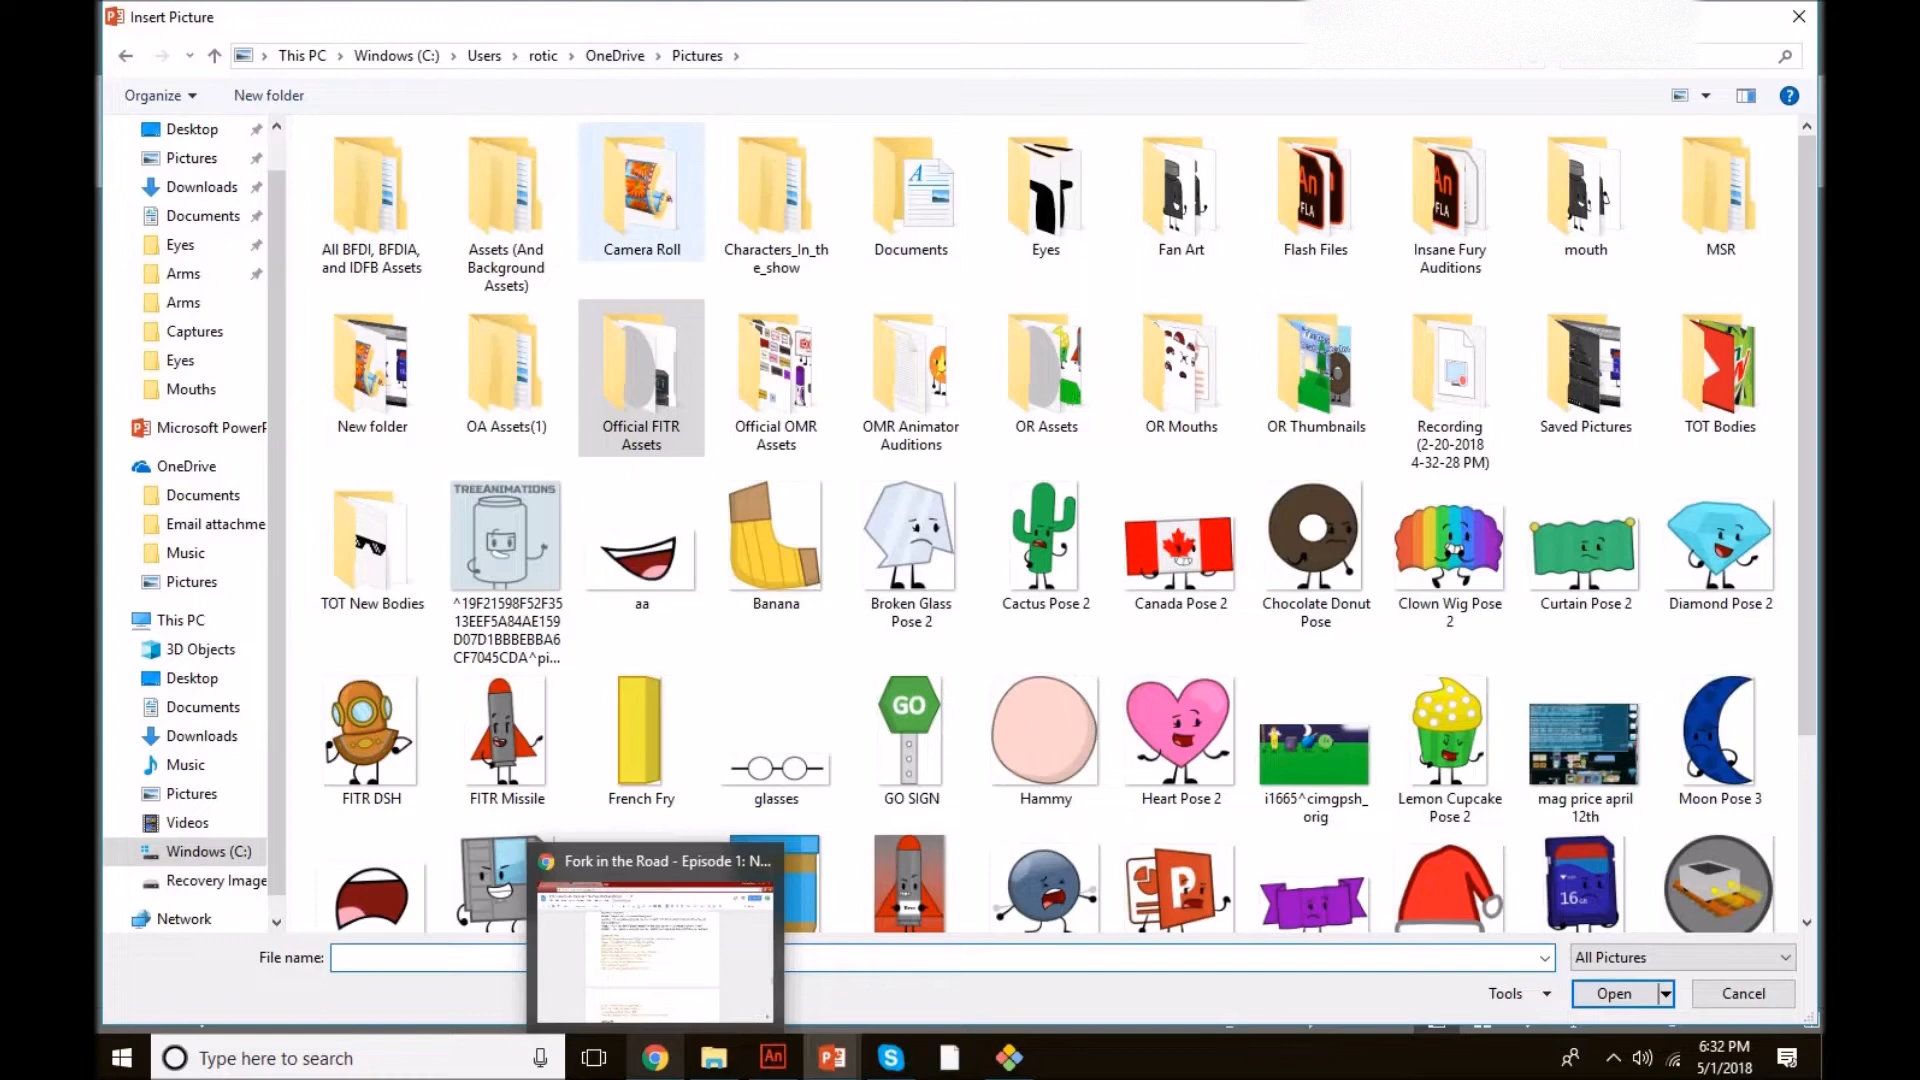 Insert Picture
This PC > Windows (C:) > Users > rotic > OneDrive > Pictures >
Organize
New folder
Desktop
Pictures
Downloads
Documents
Eyes
Arms
Arms
Captures
Eyes
Mouths
Microsoft PowerP
OneDrive
Documents
Email attachme
Music
Pictures
This PC
3D Objects
Desktop
Documents
Downloads
Music
Pictures
Videos
Windows (C:)
Recovery Image
Network
All BFDI, BFDIA,
and IDFB Assets
Assets (And
Background
Assets)
Camera Roll
Characters_In_th
e_show
Documents
Eyes
Fan Art
Flash Files
Insane Fury
Auditions
mouth
MSR
New folder
OA Assets(1)
Official FITR
Assets
Official OMR
Assets
OMR Animator
Auditions
OR Assets
OR Mouths
OR Thumbnails
Recording
(2-20-2018
4-32-28 PM)
Saved Pictures
TOT Bodies
TREEANIMATIONS
TOT New Bodies
^19F21598F52F35
13EEF5A84AE159
D07D1BBBEBBA6
CF7045CDA^pi...
aa
Banana
Broken Glass
Pose 2
Cactus Pose 2
Canada Pose 2
Chocolate Donut
Pose
Clown Wig Pose
2
Curtain Pose 2
Diamond Pose 2
GO
FITR DSH
FITR Missile
French Fry
glasses
GO SIGN
Hammy
Heart Pose 2
i1665^cimgpsh_
orig
Lemon Cupcake
Pose 2
mag price april
12th
Moon Pose 3
Fork in the Road - Episode 1: N...
P
16
File name:
All Pictures
Tools
Open
Cancel
Type here to search
An
6:32 PM
5/1/2018